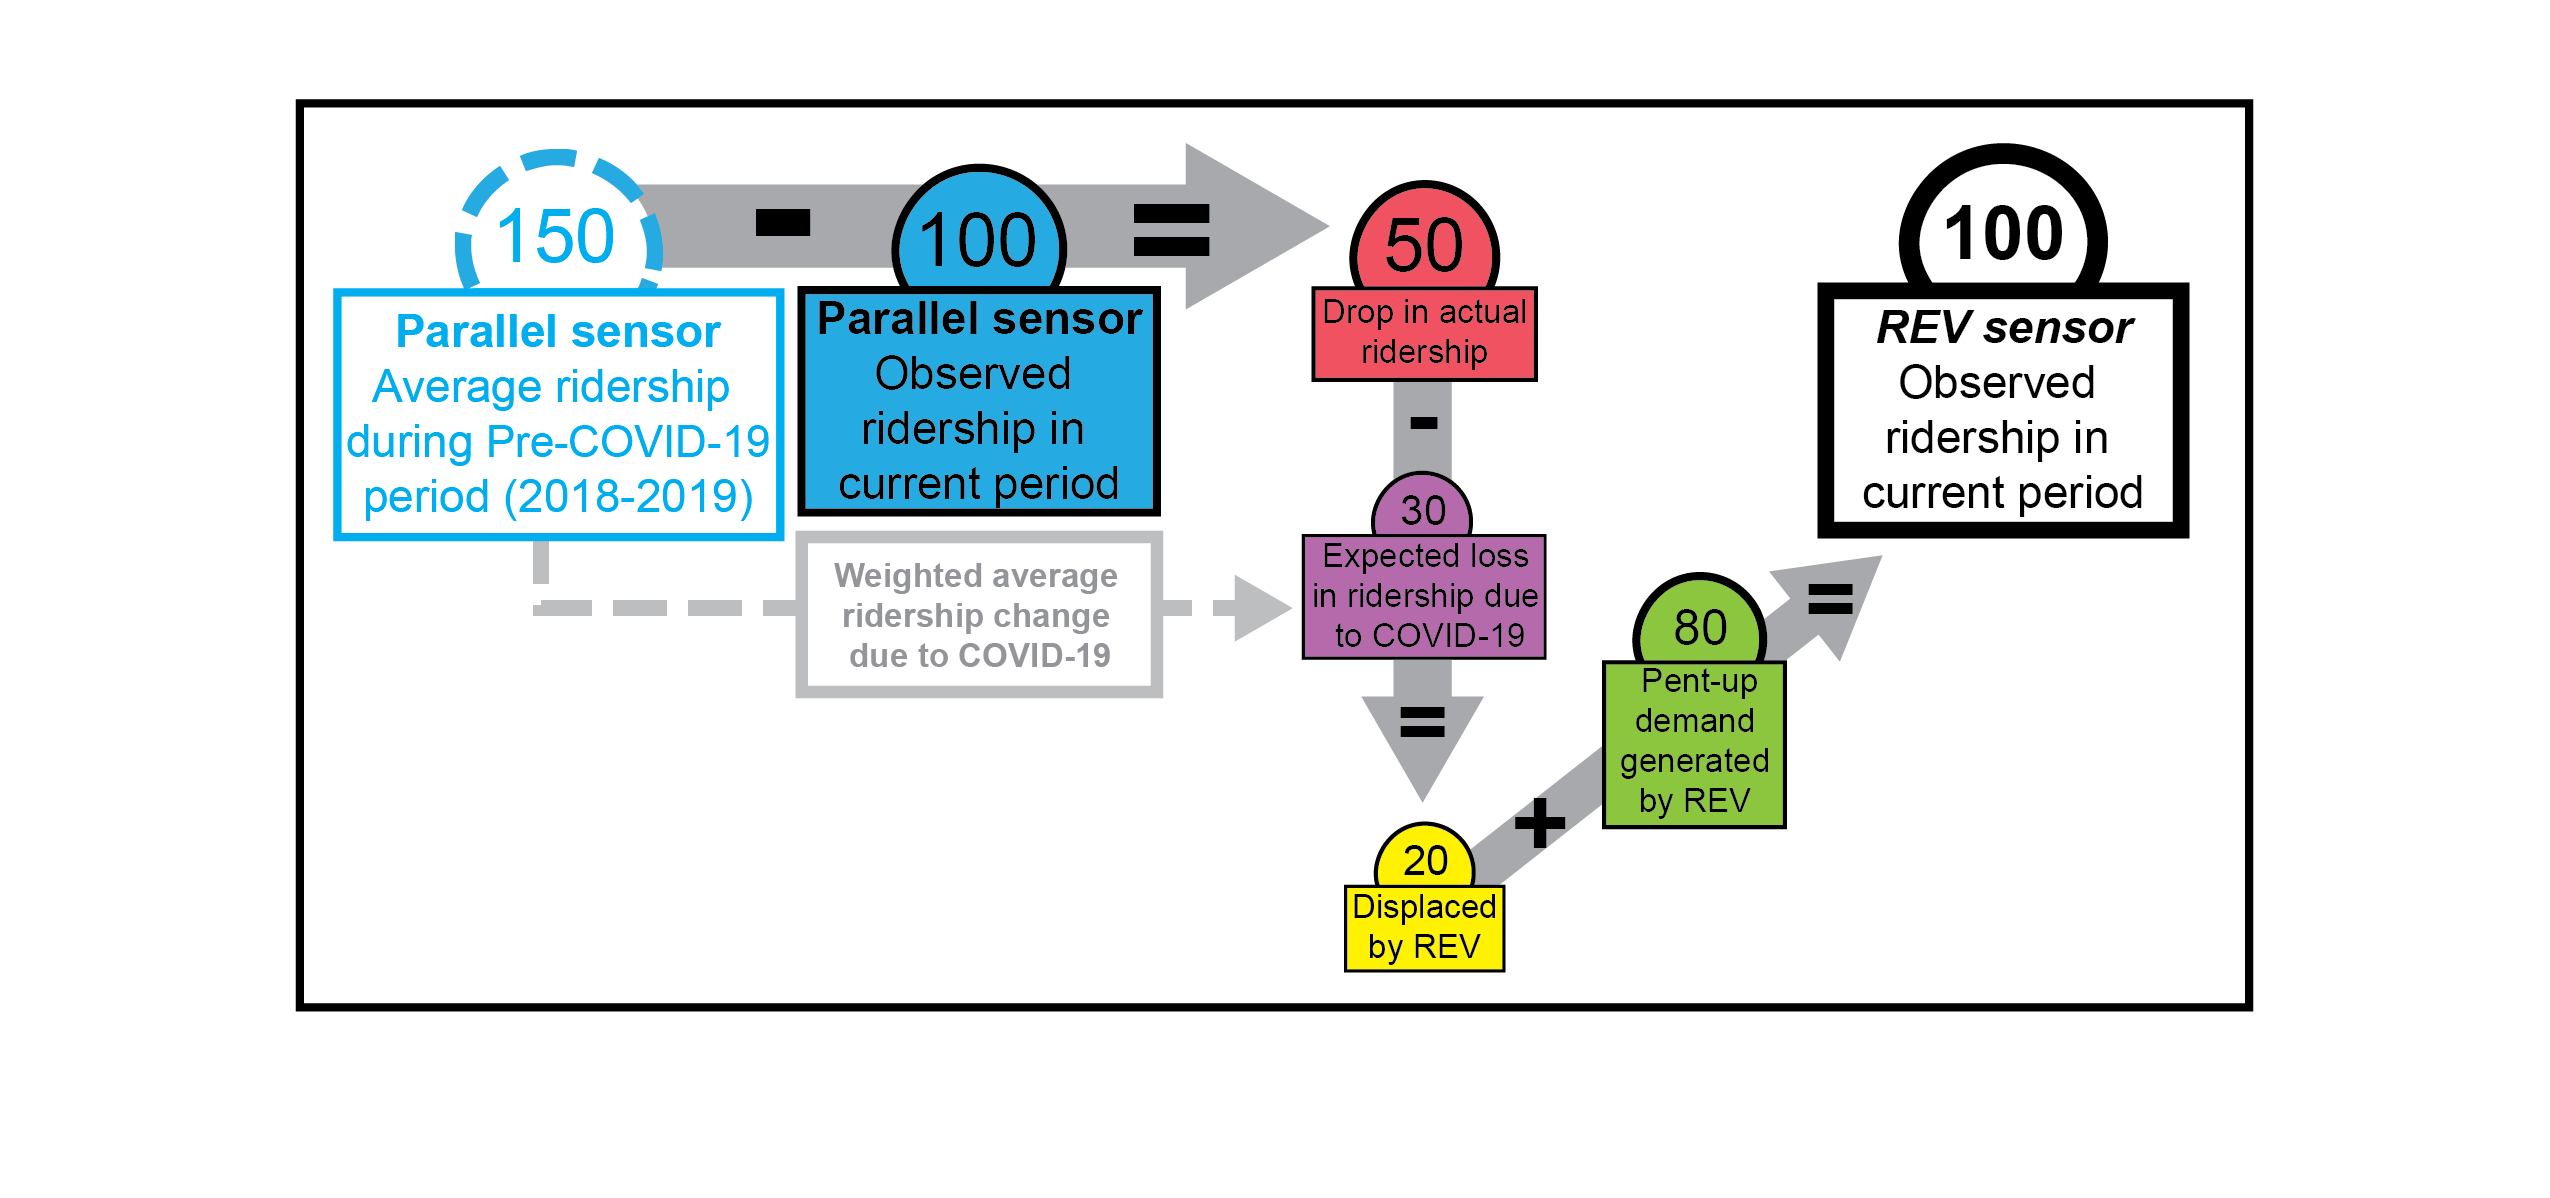 150
-
100
=
50
100
Parallel sensor
Average ridership
during Pre-COVID-19
period (2018-2019)
Parallel sensor
Observed
ridership in
current period
Drop in actual
ridership
REV sensor
Observed
ridership in
current period
-
Weighted average
ridership change
due to COVID-19
30
Expected loss
in ridership due
to COVID-19
=
20
Displaced
by REV
+
80
Pent-up
demand
generated
by REV
=